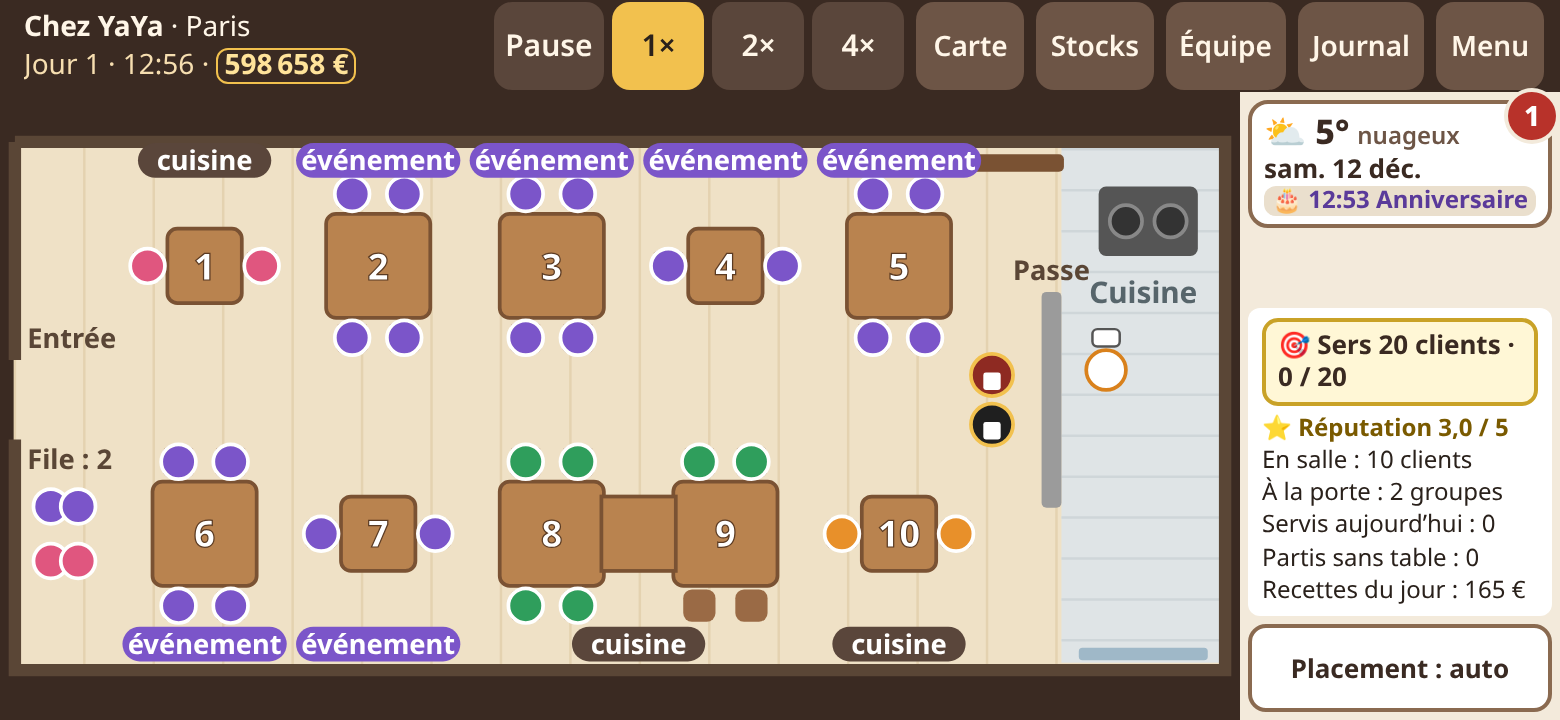 Chez YaYa · Paris
Jour 1 · 12:56 · 598 658 €
Pause
1×
2×
4×
Carte
Stocks
Équipe
Journal
Menu
1
5° nuageux
sam. 12 déc.
12:53 Anniversaire
cuisine
événement
événement
événement
événement
1
2
3
4
5
Passe
Cuisine
Entrée
File : 2
6
7
8
9
10
événement
événement
cuisine
cuisine
Sers 20 clients ·
0 / 20
Réputation 3,0 / 5
En salle : 10 clients
À la porte : 2 groupes
Servis aujourd’hui : 0
Partis sans table : 0
Recettes du jour : 165 €
Placement : auto